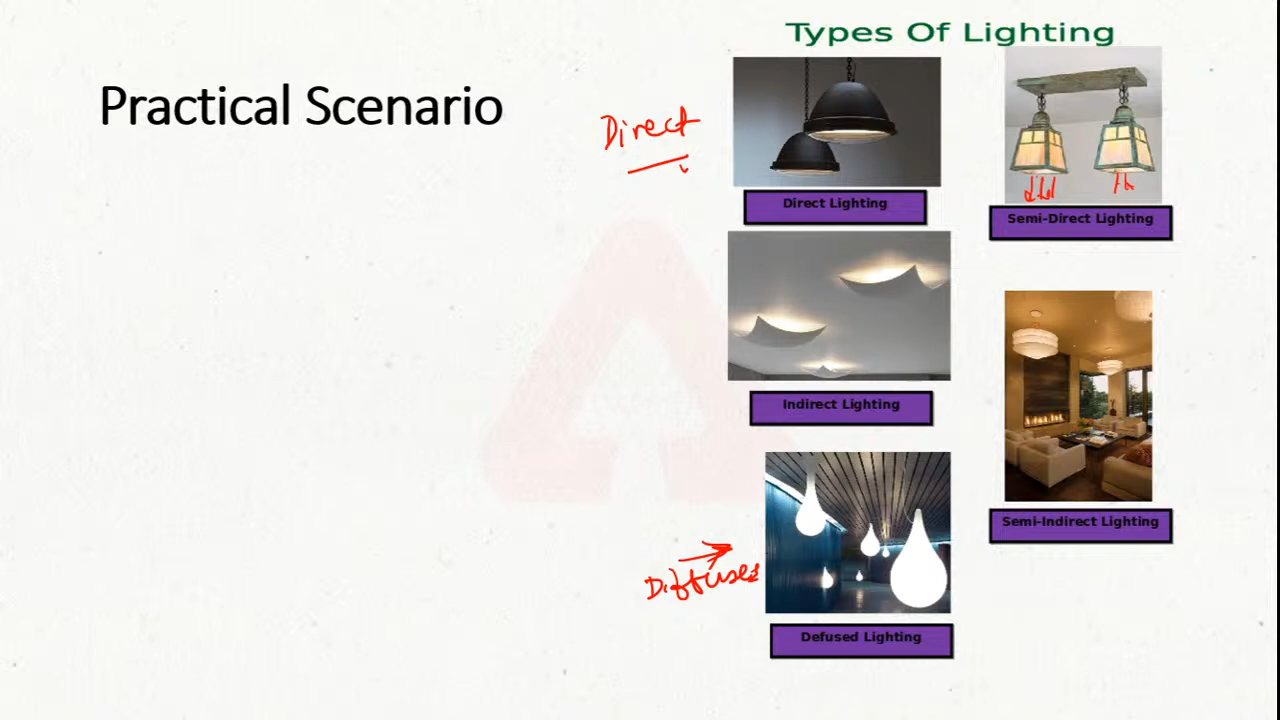 Types Of Lighting
Practical Scenario
Direct
Direct Lighting
Semi-Direct Lighting
Indirect Lighting
Semi-Indirect Lighting
Diffused
Defused Lighting